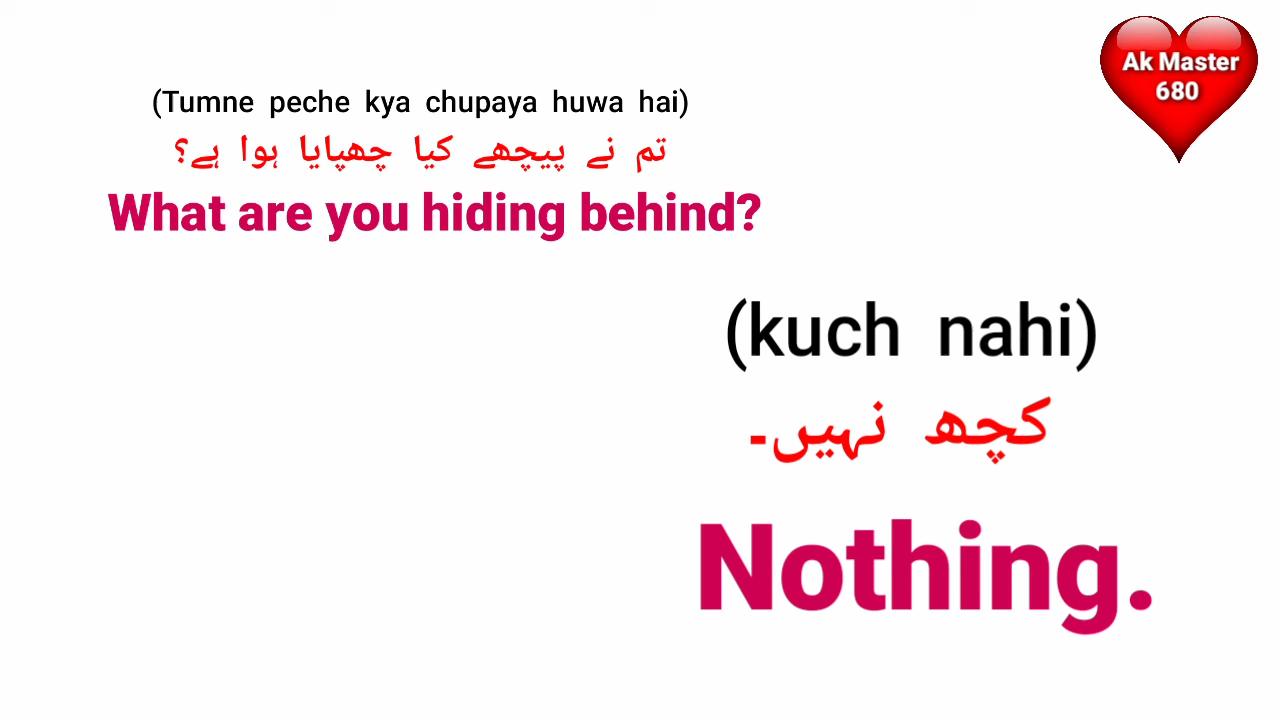 Ak Master
680
(Tumne peche kya chupaya huwa hai)
تم نے پیچھے کیا چھپایا ہوا ہے؟
What are you hiding behind?
(kuch nahi)
کچھ نہیں۔
Nothing.